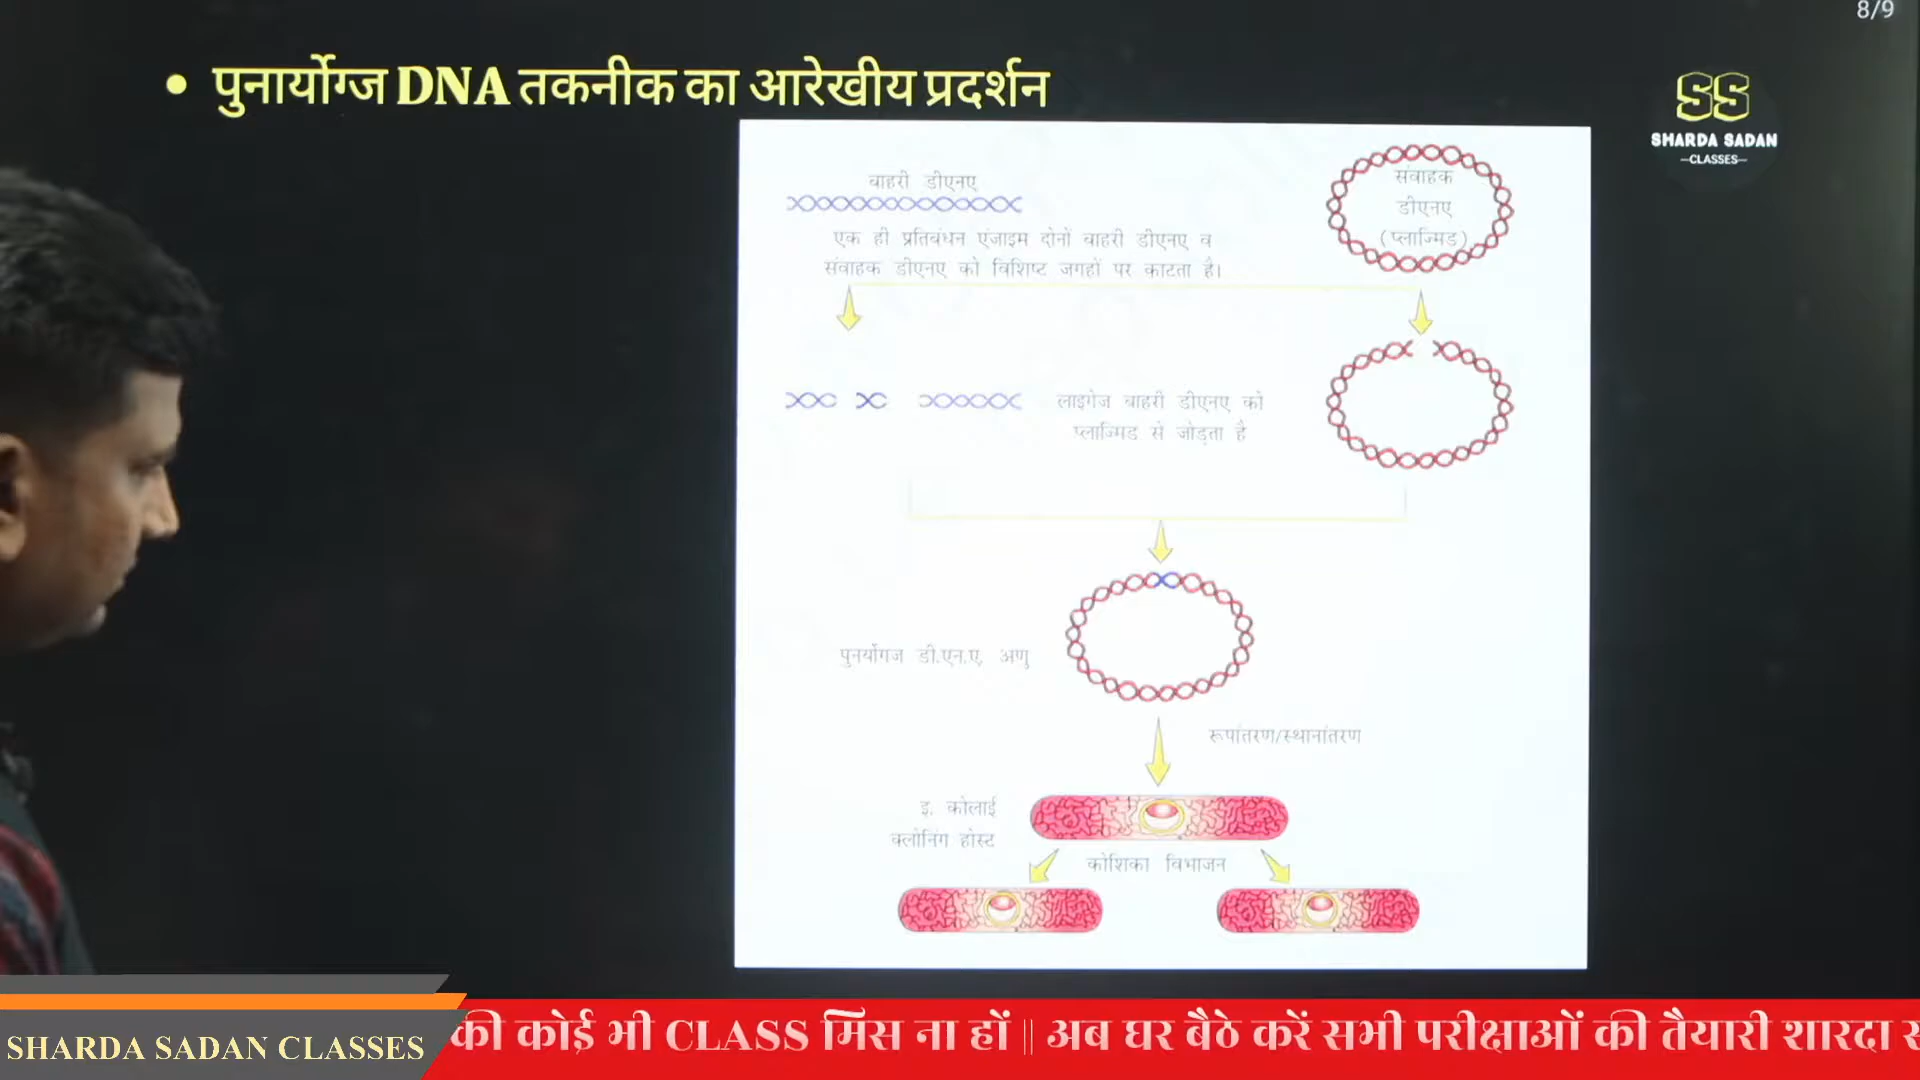 8/9
• पुनार्योग्ज DNA तकनीक का आरेखीय प्रदर्शन
SS
SHARDA SADAN
—CLASSES—
बाहरी डीएनए
संवाहक
डीएनए
(प्लाज्मिड)
एक ही प्रतिबंधन एंजाइम दोनों बाहरी डीएनए व
संवाहक डीएनए को विशिष्ट जगहों पर काटता है।
लाइगेज बाहरी डीएनए को
प्लाज्मिड से जोड़ता है
पुनर्योगज डी.एन.ए. अणु
रूपांतरण/स्थानांतरण
इ. कोलाई
क्लोनिंग होस्ट
कोशिका विभाजन
SHARDA SADAN CLASSES
की कोई भी CLASS मिस ना हों || अब घर बैठे करें सभी परीक्षाओं की तैयारी शारदा